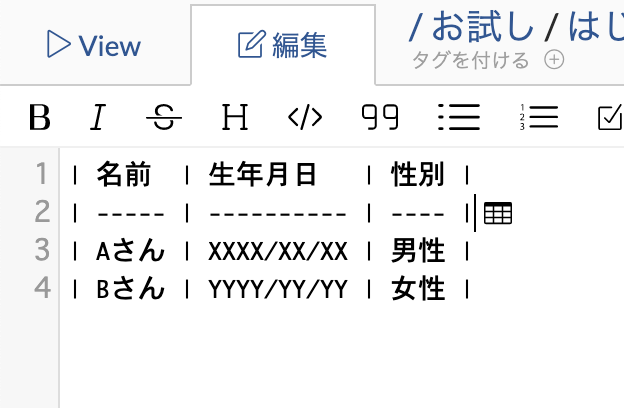 View
編集
/ お試し / はじ
タグを付ける
B I S H </> 99
1 | 名前 | 生年月日 | 性別 |
2 | ----- | ---------- | ---- |
3 | Aさん | XXXX/XX/XX | 男性 |
4 | Bさん | YYYY/YY/YY | 女性 |